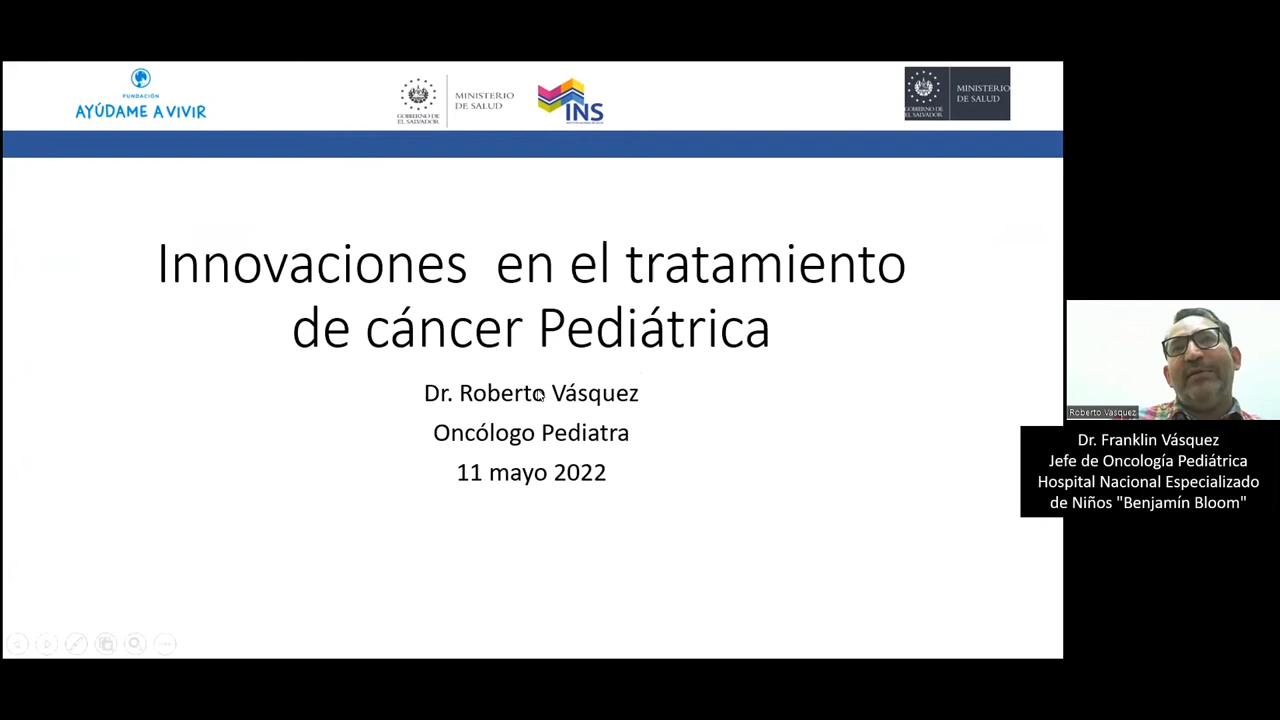 FUNDACIÓN
AYÚDAME A VIVIR
GOBIERNO DE
EL SALVADOR
MINISTERIO
DE SALUD
INS
GOBIERNO DE
EL SALVADOR
MINISTERIO
DE SALUD
Innovaciones en el tratamiento
de cáncer Pediátrica
Dr. Roberto Vásquez
Oncólogo Pediatra
11 mayo 2022
Roberto Vasquez
Dr. Franklin Vásquez
Jefe de Oncología Pediátrica
Hospital Nacional Especializado
de Niños "Benjamín Bloom"